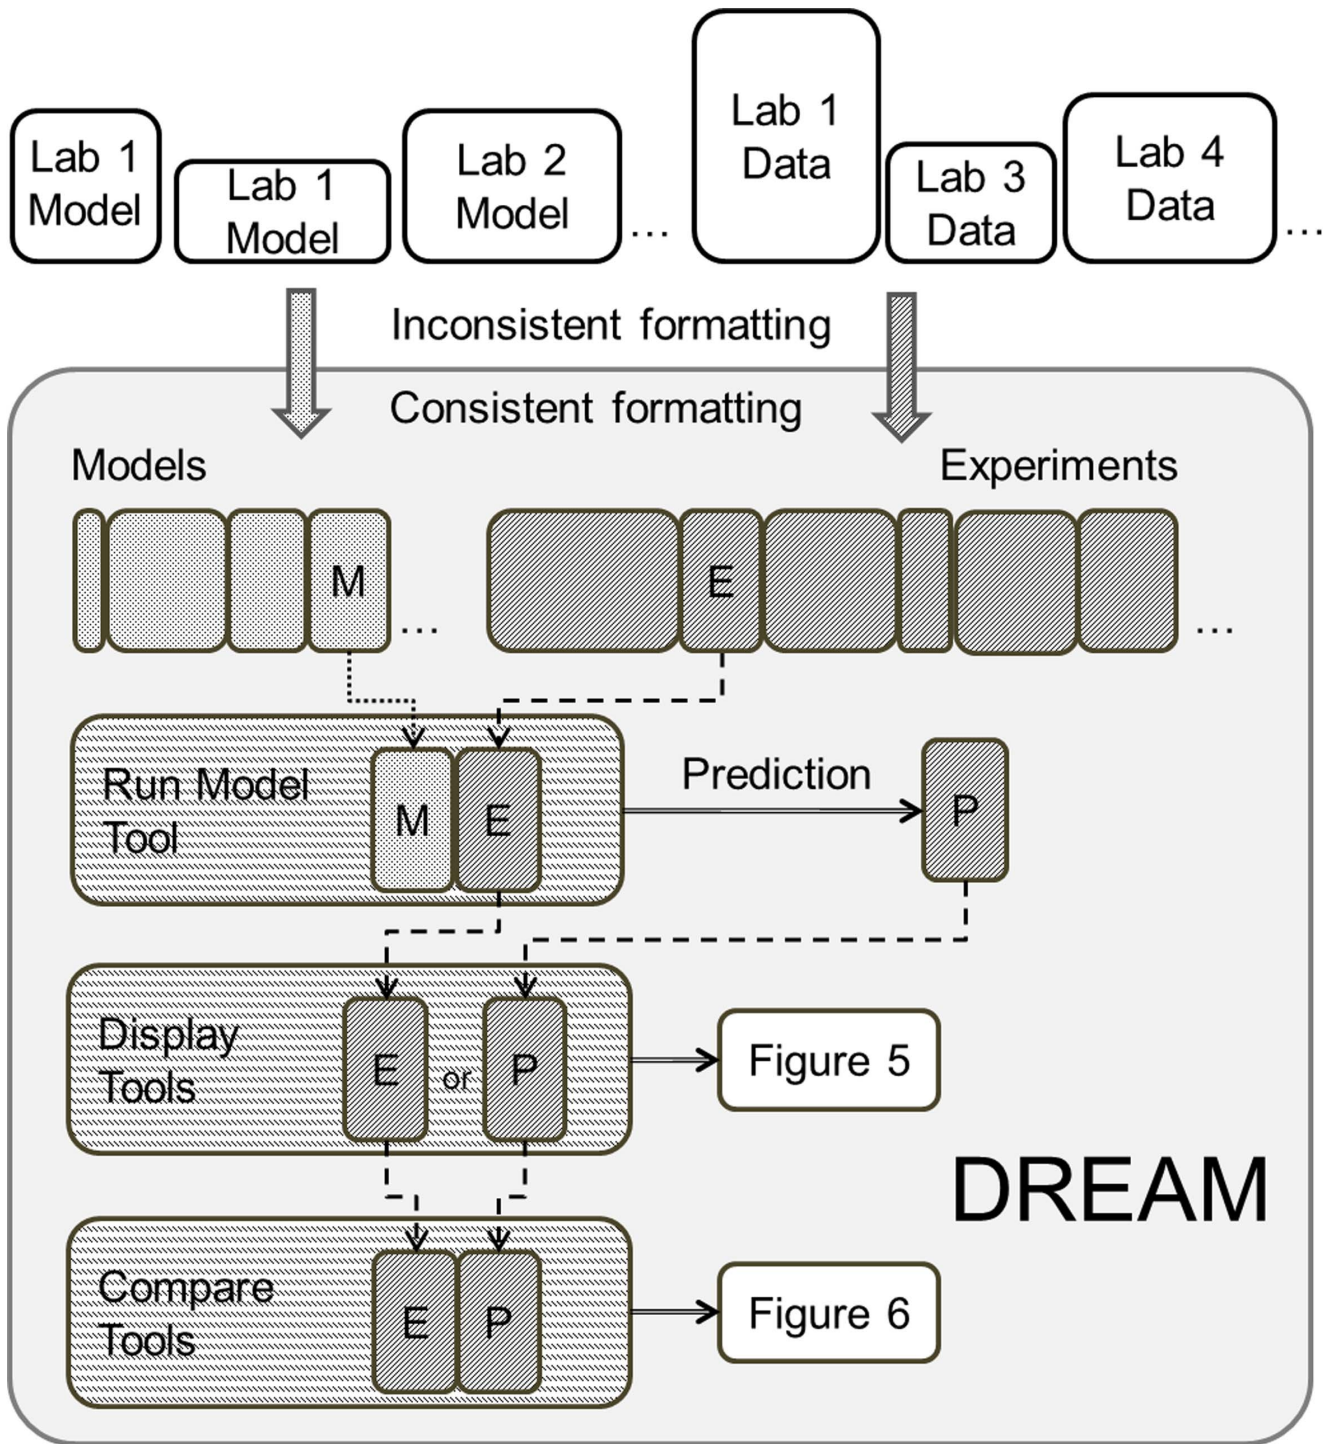 Lab 1
Model
Lab 1
Model
Lab 2
Model
...
Lab 1
Data
Lab 3
Data
Lab 4
Data
...
Inconsistent formatting
Consistent formatting
Models
Experiments
M
...
E
...
Run Model
Tool
M
E
Prediction
P
Display
Tools
E
or
P
Figure 5
DREAM
Compare
Tools
E
P
Figure 6